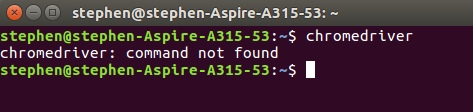 stephen@stephen-Aspire-A315-53: ~
stephen@stephen-Aspire-A315-53:~$ chromedriver
chromedriver: command not found
stephen@stephen-Aspire-A315-53:~$